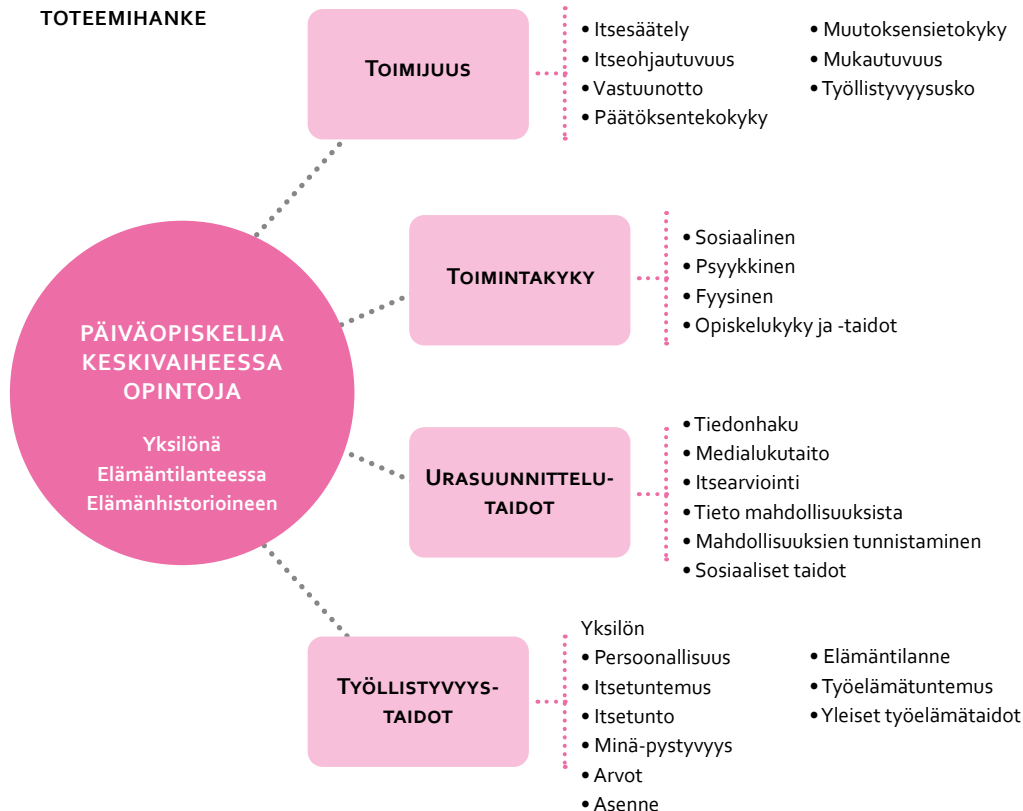 TOTEEMIHANKE
TOIMIJUUS
• Itsesäätely
• Itseohjautuvuus
• Vastuunotto
• Päätöksentekokyky
• Muutoksensietokyky
• Mukautuvuus
• Työllistyvyysusko
PÄIVÄOPISKELIJA
KESKIVAIHEESSA
OPINTOJA
Yksilönä
Elämäntilanteessa
Elämänhistorioineen
TOIMINTAKYKY
• Sosiaalinen
• Psyykkinen
• Fyysinen
• Opiskelukyky ja -taidot
URASUUNNITTELU-
TAIDOT
• Tiedonhaku
• Medialukutaito
• Itsearviointi
• Tieto mahdollisuuksista
• Mahdollisuuksien tunnistaminen
• Sosiaaliset taidot
TYÖLLISTYVYYS-
TAIDOT
Yksilön
• Persoonallisuus
• Itsetuntemus
• Itsetunto
• Minä-pystyvyys
• Arvot
• Asenne
• Elämäntilanne
• Työelämätuntemus
• Yleiset työelämätaidot